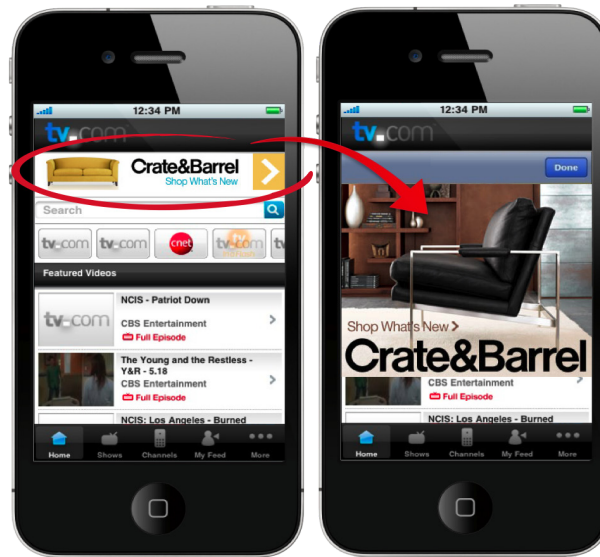 12:34 PM
tv.com
Crate&Barrel
Shop What's New
Search
tv.com
tv.com
cnet
tv.com
Featured Videos
tv.com
NCIS - Patriot Down
CBS Entertainment
Full Episode
The Young and the Restless -
Y&R - 5.18
CBS Entertainment
Full Episode
NCIS: Los Angeles - Burned
Home Shows Channels My Feed More
12:34 PM
tv.com
Done
Shop What's New >
Crate&Barrel
CBS Entertainment
Full Episode
NCIS: Los Angeles - Burned
Home Shows Channels My Feed More